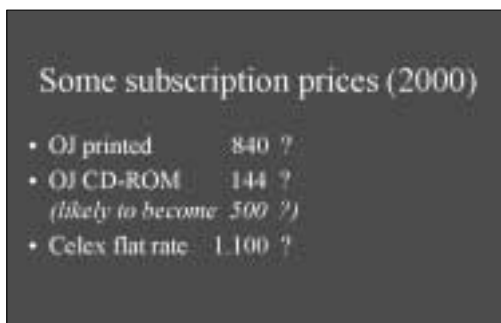 Some subscription prices (2000)
• OJ printed 840 ?
• OJ CD-ROM 144 ?
(likely to become 500 ?)
• Celex flat rate 1.100 ?